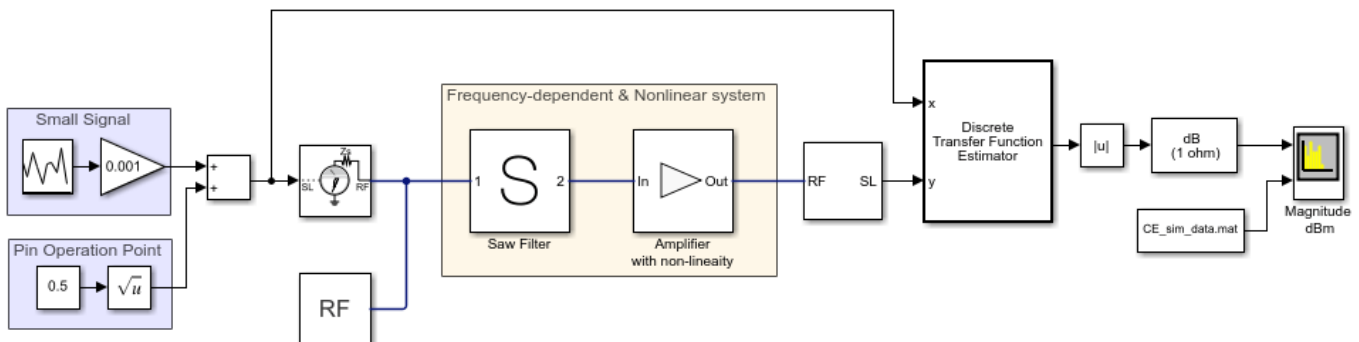 Small Signal
0.001
+
+
Pin Operation Point
0.5
√u
SL
Zs
RF
RF
Frequency-dependent & Nonlinear system
1
S
2
Saw Filter
In
Out
Amplifier
with non-lineaity
RF
SL
x
y
Discrete
Transfer Function
Estimator
|u|
dB
(1 ohm)
CE_sim_data.mat
Magnitude
dBm